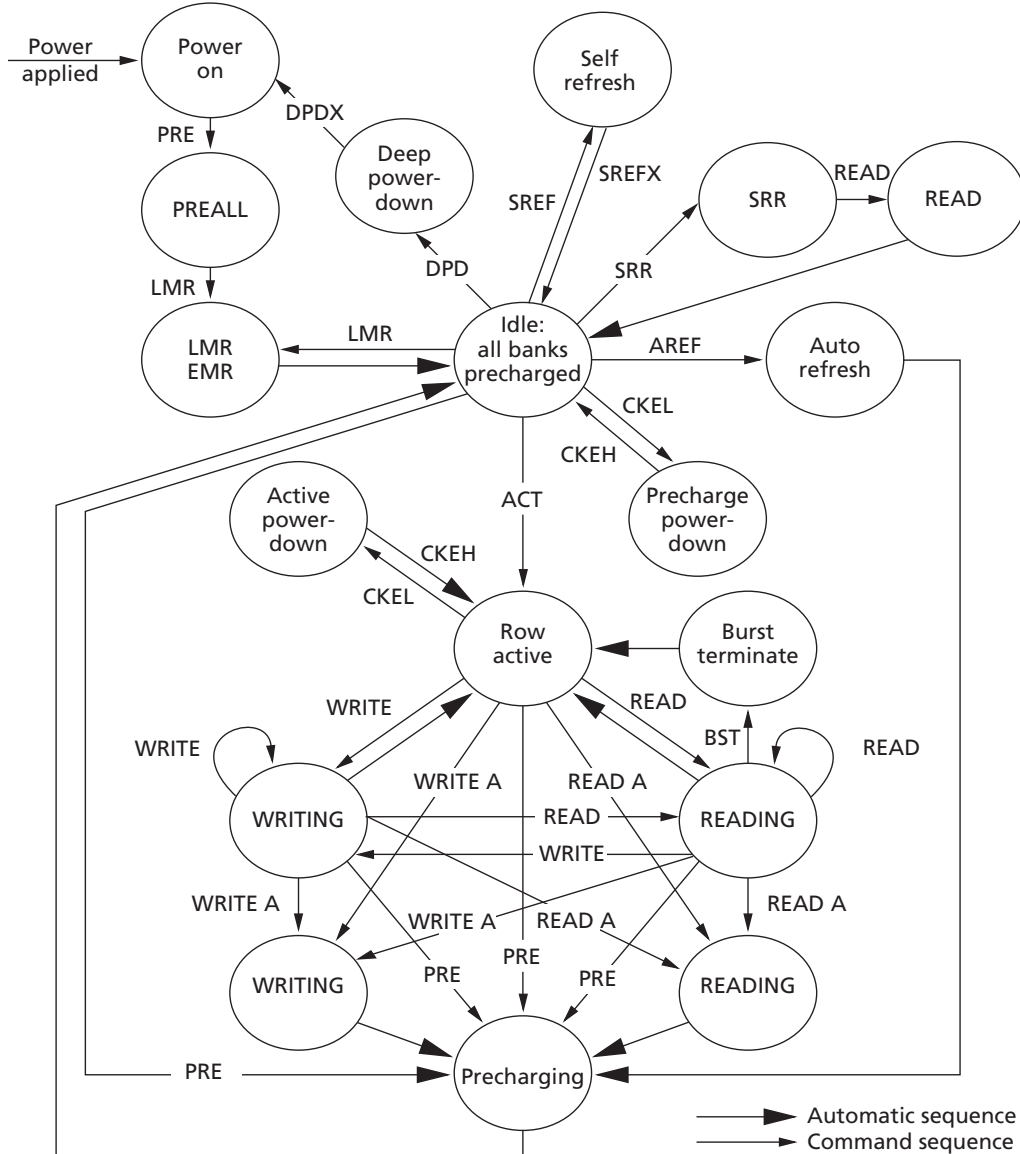 Power
applied
Power
on
Self
refresh
DPDX
PRE
Deep
power-
down
SREF
SREFX
READ
PREALL
SRR
READ
DPD
SRR
LMR
LMR
EMR
LMR
Idle:
all banks
precharged
AREF
Auto
refresh
CKEL
CKEH
Active
power-
down
ACT
Precharge
power-
down
CKEH
CKEL
Row
active
Burst
terminate
WRITE
READ
WRITE
BST
READ
WRITE A
READ A
WRITING
READ
READING
WRITE
WRITE A
WRITE A
READ A
READ A
WRITING
PRE
PRE
PRE
READING
PRE
Precharging
Automatic sequence
Command sequence